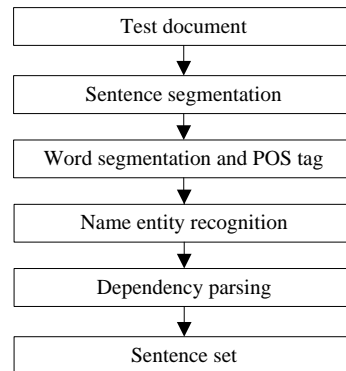 Test document
Sentence segmentation
Word segmentation and POS tag
Name entity recognition
Dependency parsing
Sentence set